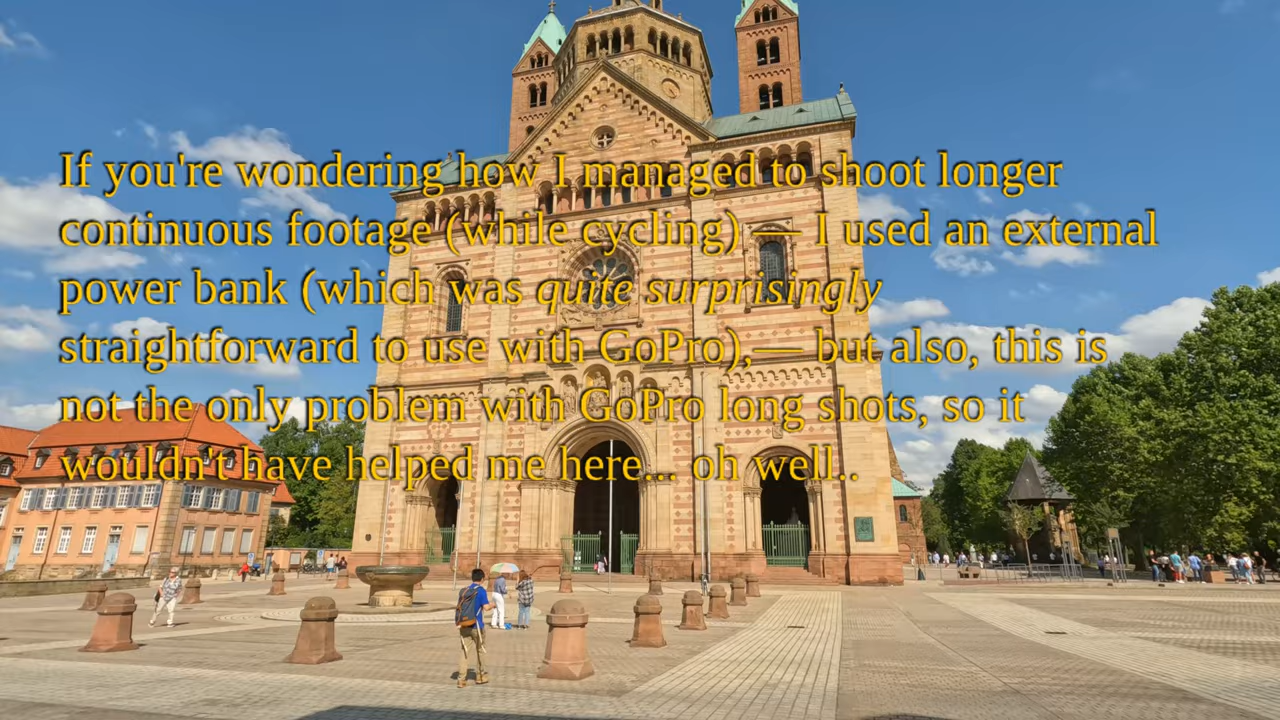 If you're wondering how I managed to shoot longer
continuous footage (while cycling) — I used an external
power bank (which was quite surprisingly
straightforward to use with GoPro),— but also, this is
not the only problem with GoPro long shots, so it
wouldn't have helped me here... oh well..